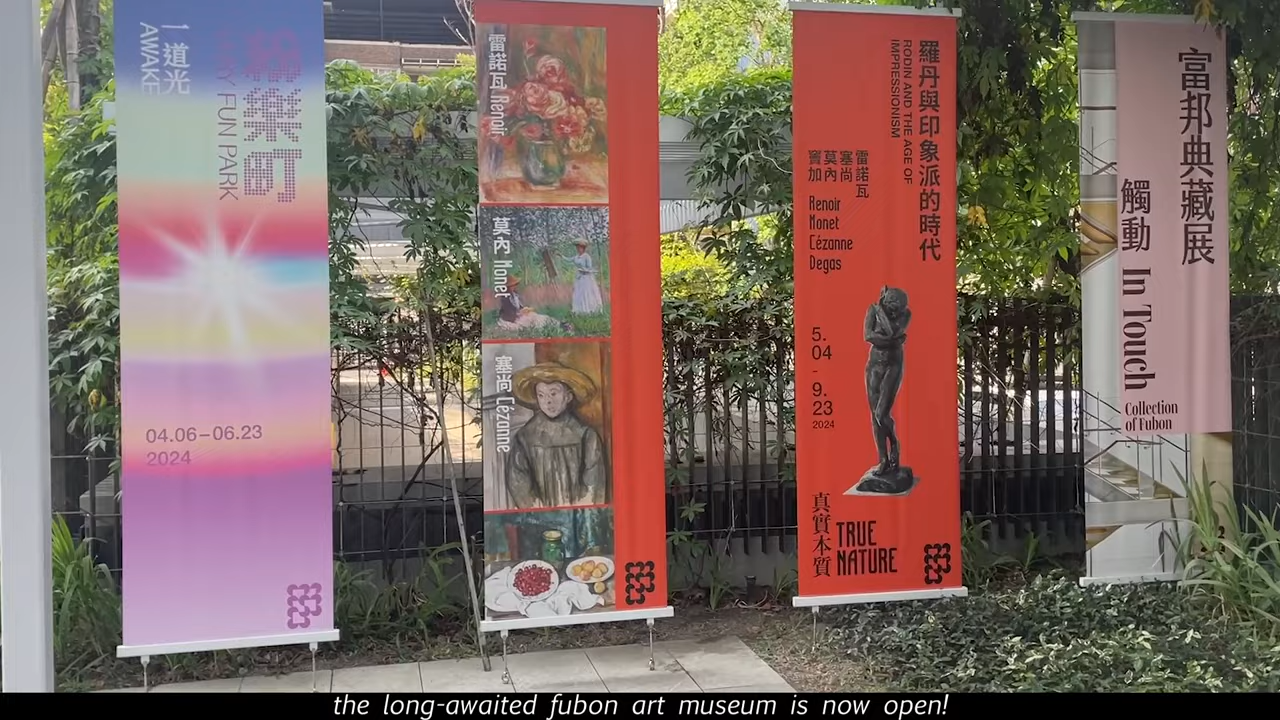 一道光
AWAKE
樂園
MY FUN PARK
04.06–06.23
2024
雷諾瓦 Renoir
莫內 Monet
塞尚 Cézanne
羅丹與印象派的時代
RODIN AND THE AGE OF
IMPRESSIONISM
雷諾瓦
塞尚
莫內
竇加
Renoir
Monet
Cézanne
Degas
5.
04
-
9.
23
2024
真實本質
TRUE
NATURE
富邦典藏展
觸動 In Touch
Collection
of Fubon
the long-awaited fubon art museum is now open!